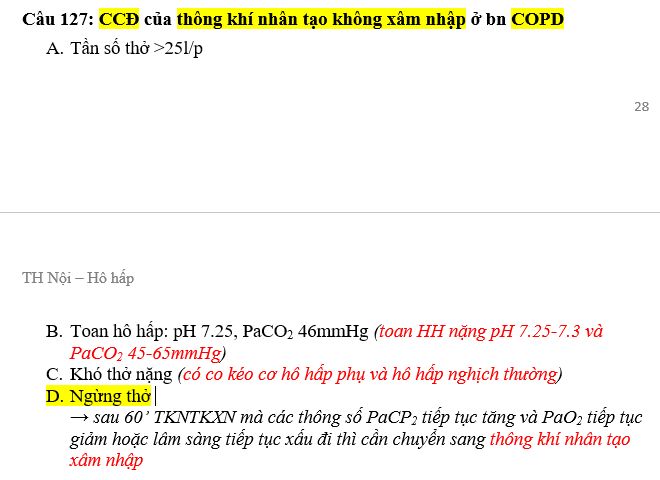 Câu 127: CCĐ của thông khí nhân tạo không xâm nhập ở bn COPD
A. Tần số thở >25l/p
28
TH Nội – Hô hấp
B. Toan hô hấp: pH 7.25, PaCO₂ 46mmHg (toan HH nặng pH 7.25-7.3 và
PaCO₂ 45-65mmHg)
C. Khó thở nặng (có co kéo cơ hô hấp phụ và hô hấp nghịch thường)
D. Ngừng thở
→ sau 60’ TKNTKXN mà các thông số PaCP₂ tiếp tục tăng và PaO₂ tiếp tục
giảm hoặc lâm sàng tiếp tục xấu đi thì cần chuyển sang thông khí nhân tạo
xâm nhập